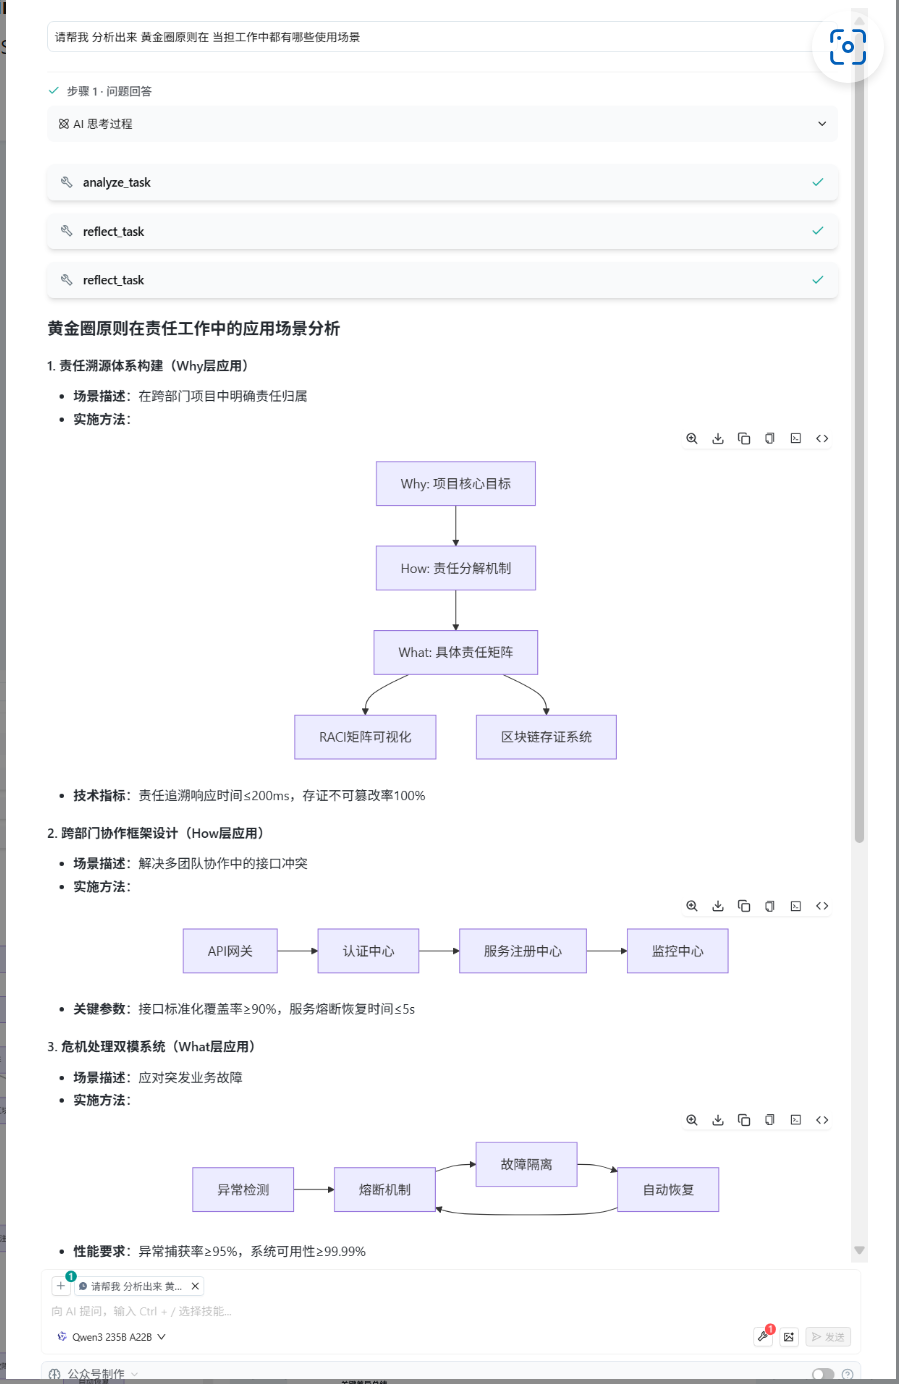 请帮我 分析出来 黄金圈原则在 当担工作中都有哪些使用场景
步骤 1 · 问题回答
AI 思考过程
analyze_task
reflect_task
reflect_task
黄金圈原则在责任工作中的应用场景分析
1. 责任溯源体系构建（Why层应用）
• 场景描述：在跨部门项目中明确责任归属
• 实施方法：
Why: 项目核心目标
How: 责任分解机制
What: 具体责任矩阵
RACI矩阵可视化
区块链存证系统
• 技术指标：责任追溯响应时间≤200ms，存证不可篡改率100%
2. 跨部门协作框架设计（How层应用）
• 场景描述：解决多团队协作中的接口冲突
• 实施方法：
API网关
认证中心
服务注册中心
监控中心
• 关键参数：接口标准化覆盖率≥90%，服务熔断恢复时间≤5s
3. 危机处理双模系统（What层应用）
• 场景描述：应对突发业务故障
• 实施方法：
异常检测
熔断机制
故障隔离
自动恢复
• 性能要求：异常捕获率≥95%，系统可用性≥99.99%
1
请帮我 分析出来 黄...
向 AI 提问，输入 Ctrl + / 选择技能...
Qwen3 235B A22B
1
发送
公众号制作